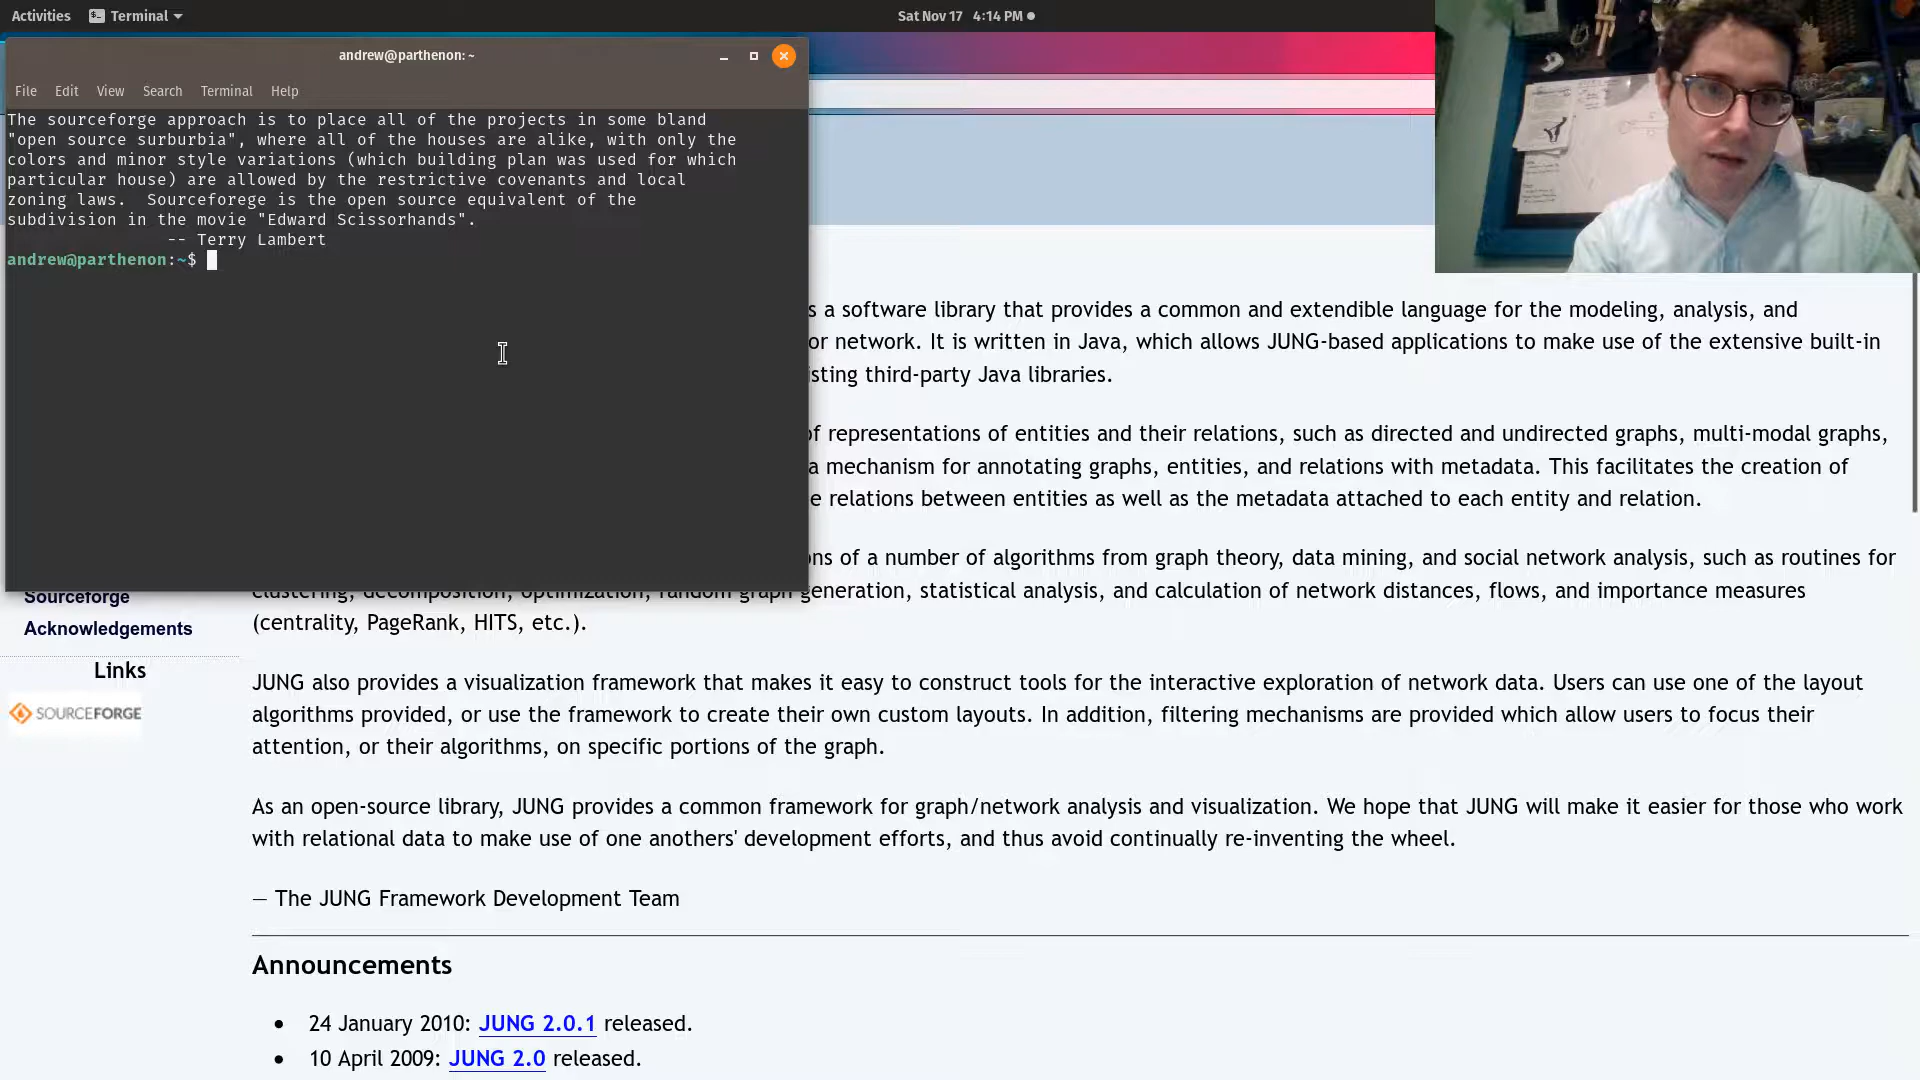 Activities Terminal Sat Nov 17 4:14 PM
andrew@parthenon: ~
File Edit View Search Terminal Help
The sourceforge approach is to place all of the projects in some bland
"open source surburbia", where all of the houses are alike, with only the
colors and minor style variations (which building plan was used for which
particular house) are allowed by the restrictive covenants and local
zoning laws.  Sourceforege is the open source equivalent of the
subdivision in the movie "Edward Scissorhands".
-- Terry Lambert
andrew@parthenon:~$
s a software library that provides a common and extendible language for the modeling, analysis, and
or network. It is written in Java, which allows JUNG-based applications to make use of the extensive built-in
isting third-party Java libraries.
of representations of entities and their relations, such as directed and undirected graphs, multi-modal graphs,
a mechanism for annotating graphs, entities, and relations with metadata. This facilitates the creation of
e relations between entities as well as the metadata attached to each entity and relation.
ons of a number of algorithms from graph theory, data mining, and social network analysis, such as routines for
clustering, decomposition, optimization, random graph generation, statistical analysis, and calculation of network distances, flows, and importance measures
(centrality, PageRank, HITS, etc.).
JUNG also provides a visualization framework that makes it easy to construct tools for the interactive exploration of network data. Users can use one of the layout
algorithms provided, or use the framework to create their own custom layouts. In addition, filtering mechanisms are provided which allow users to focus their
attention, or their algorithms, on specific portions of the graph.
As an open-source library, JUNG provides a common framework for graph/network analysis and visualization. We hope that JUNG will make it easier for those who work
with relational data to make use of one anothers' development efforts, and thus avoid continually re-inventing the wheel.
— The JUNG Framework Development Team
Announcements
• 24 January 2010: JUNG 2.0.1 released.
• 10 April 2009: JUNG 2.0 released.
Sourceforge
Acknowledgements
Links
SOURCEFORGE